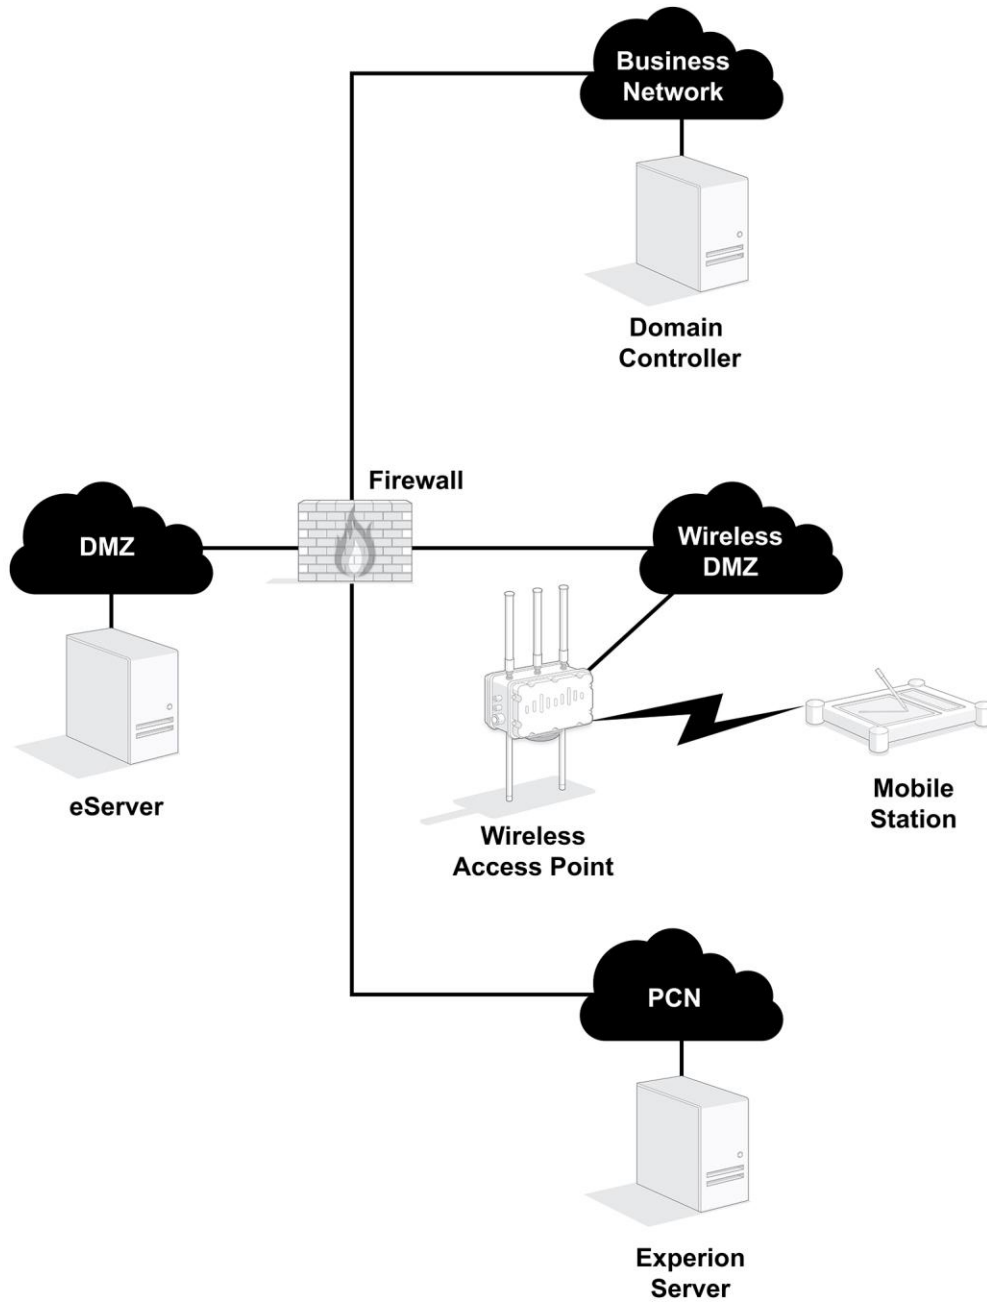 Business
Network
Domain
Controller
Firewall
DMZ
Wireless
DMZ
eServer
Mobile
Station
Wireless
Access Point
PCN
Experion
Server